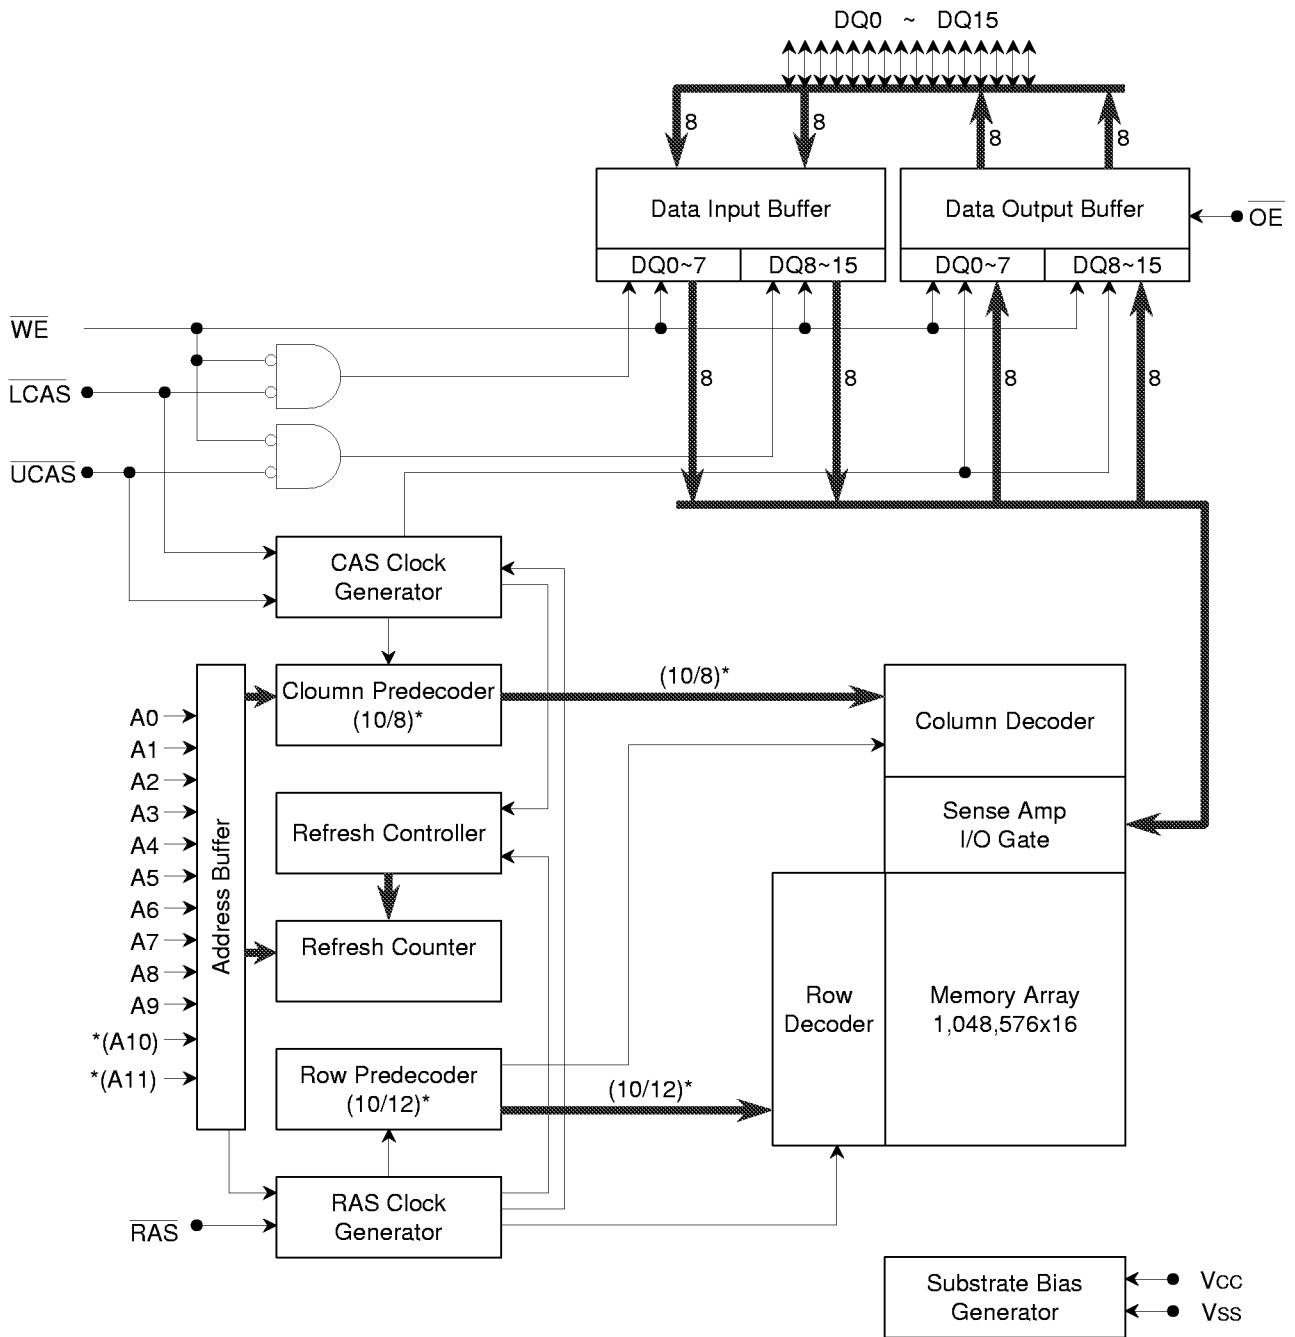 DQ0 ~ DQ15
8 8 8 8
Data Input Buffer
Data Output Buffer
OE
DQ0~7 DQ8~15
DQ0~7 DQ8~15
WE
LCAS
8 8 8 8
UCAS
CAS Clock
Generator
Cloumn Predecoder
(10/8)*
(10/8)*
Column Decoder
A0
A1
A2
A3
A4
A5
A6
A7
A8
A9
*(A10)
*(A11)
Address Buffer
Refresh Controller
Sense Amp
I/O Gate
Refresh Counter
Row
Decoder
Memory Array
1,048,576x16
Row Predecoder
(10/12)*
(10/12)*
RAS Clock
Generator
RAS
Substrate Bias
Generator
VCC
VSS